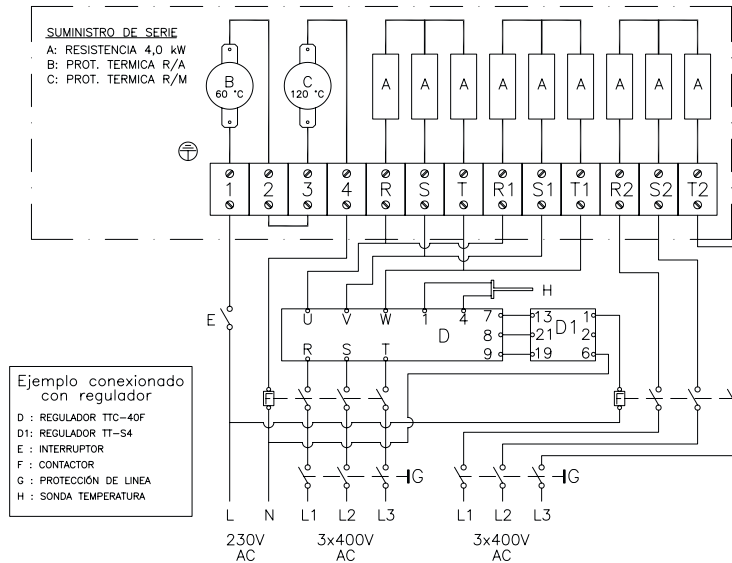 SUMINISTRO DE SERIE
A: RESISTENCIA 4,0 kW
B: PROT. TERMICA R/A
C: PROT. TERMICA R/M
B
60 °C
C
120 °C
A A A A A A A A A
1 2 3 4 R S T R1 S1 T1 R2 S2 T2
H
E
U V W 1 4 7
8
9
D
R S T
13 1
21 D1 2
19 6
F
F
G
G
Ejemplo conexionado
con regulador
D : REGULADOR TTC-40F
D1: REGULADOR TT-S4
E : INTERRUPTOR
F : CONTACTOR
G : PROTECCIÓN DE LINEA
H : SONDA TEMPERATURA
L N L1 L2 L3 L1 L2 L3
230V 3x400V 3x400V
AC AC AC